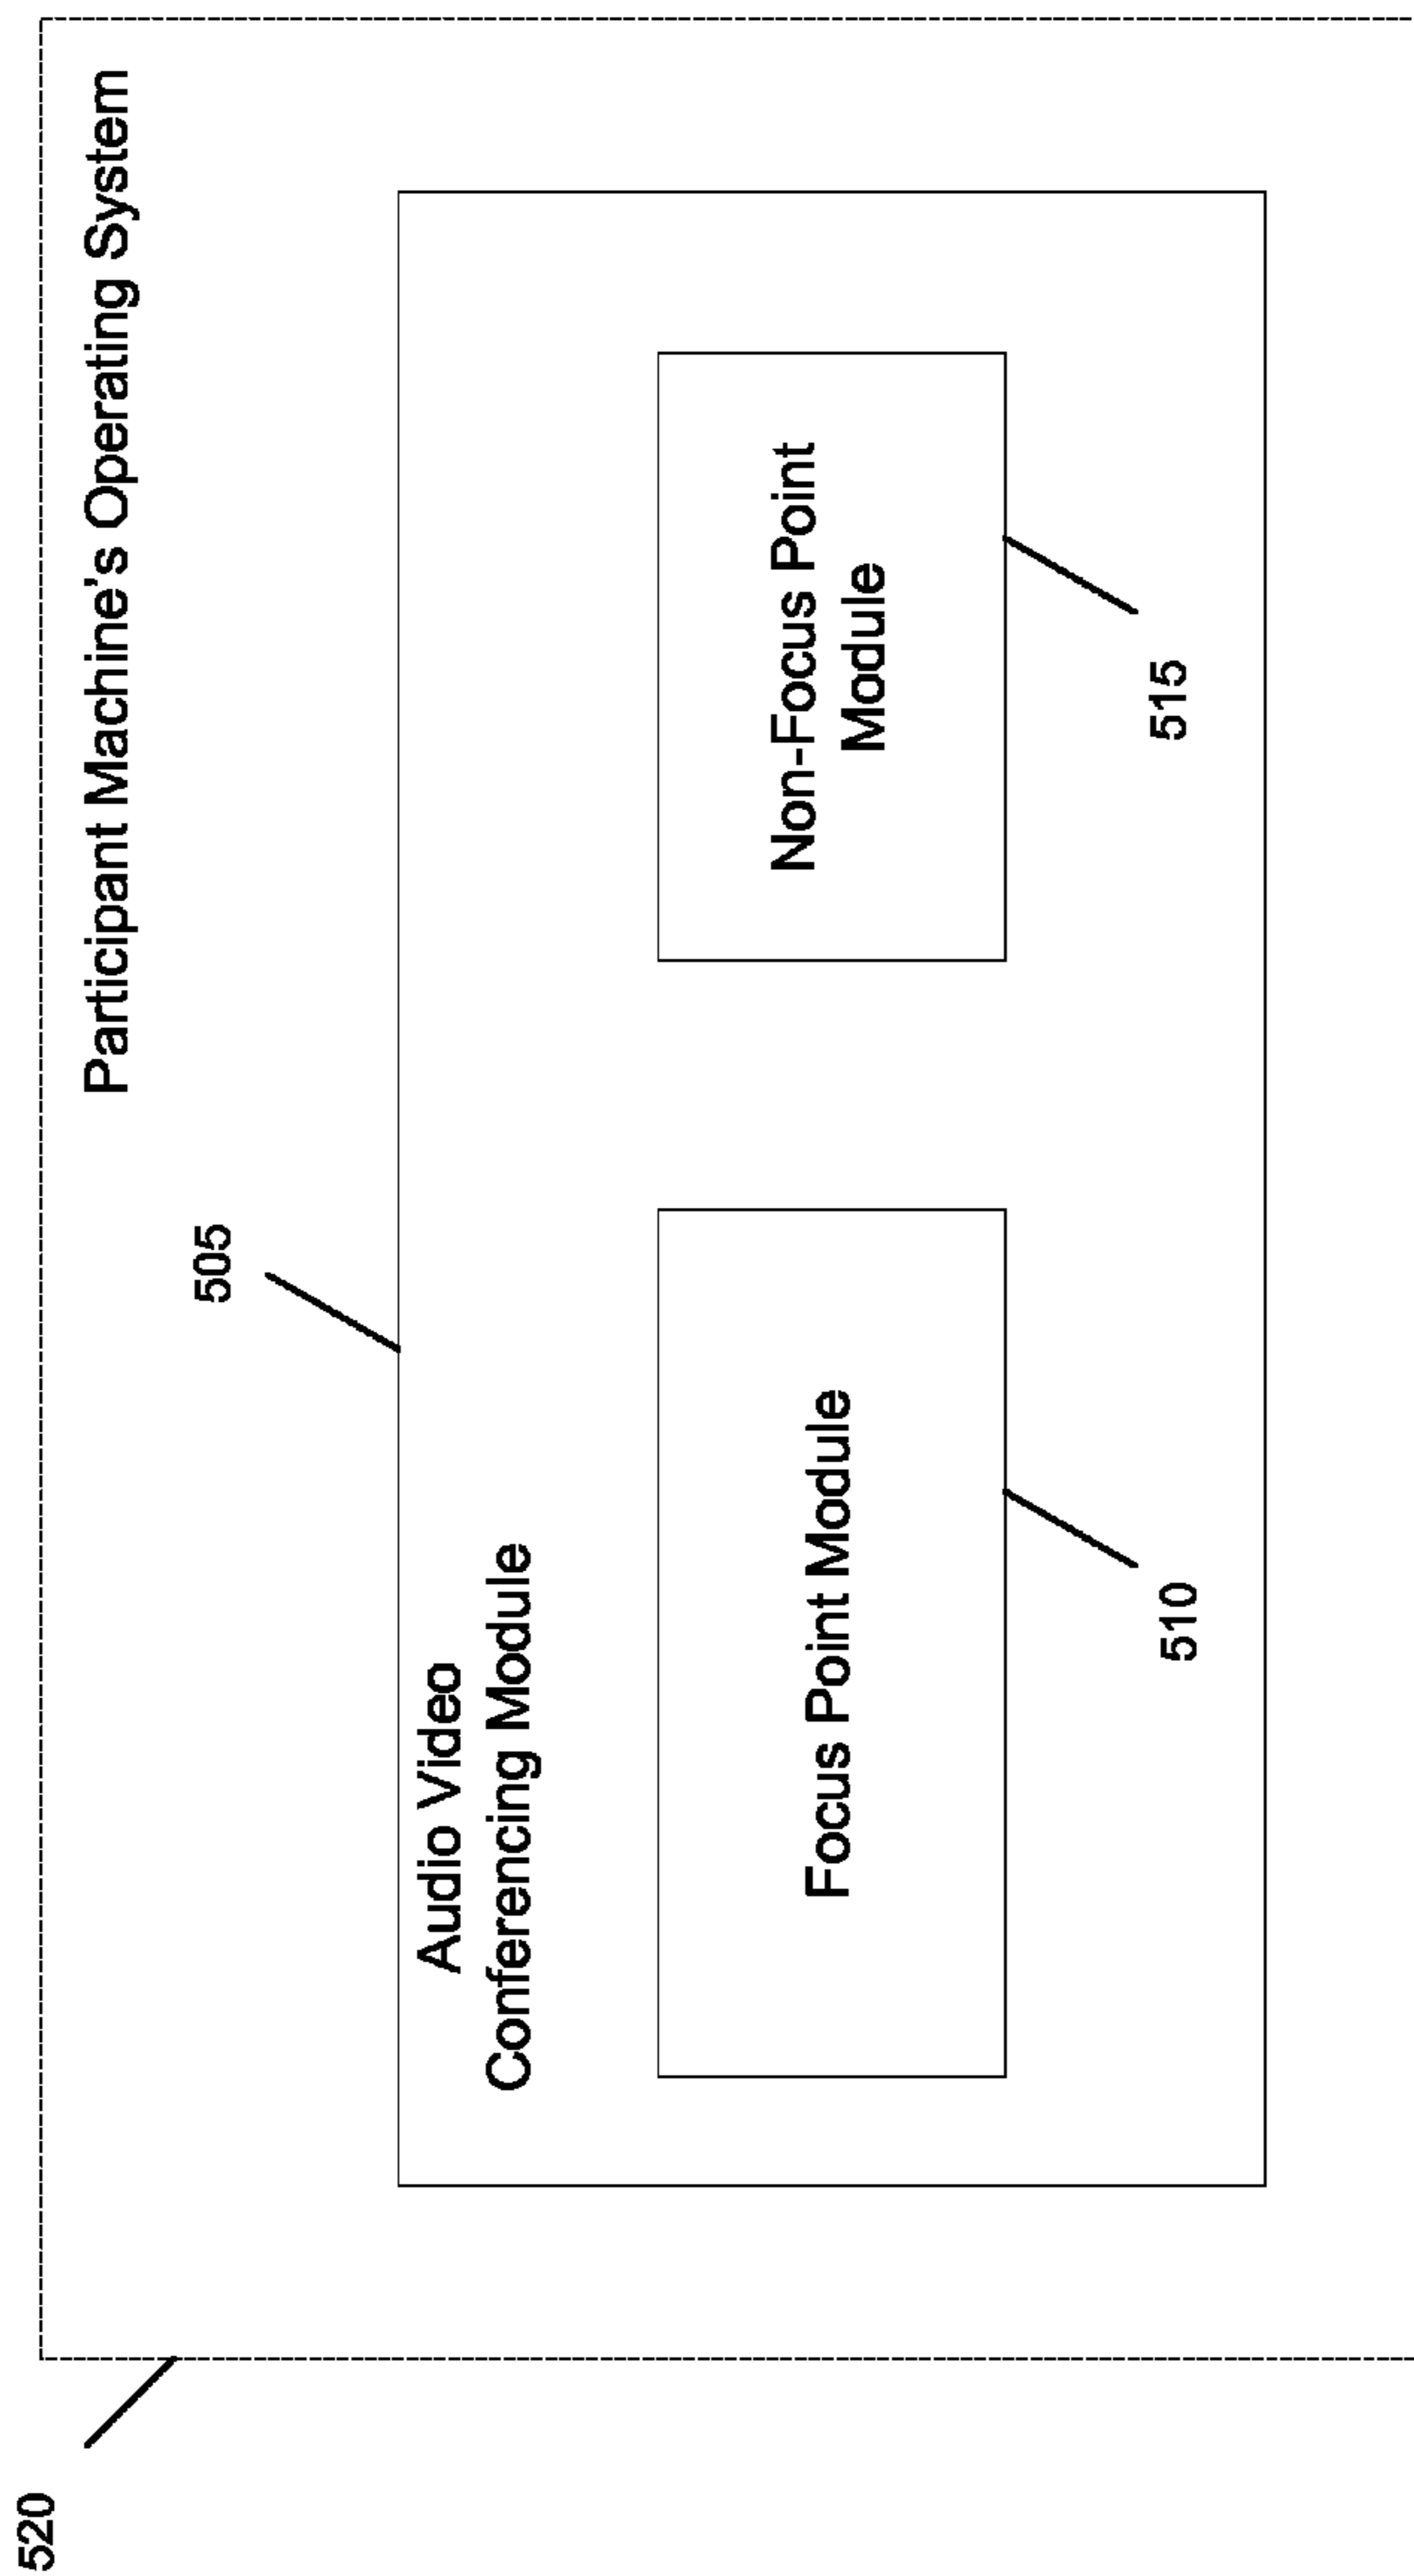 520
Participant Machine's Operating System
505
Audio Video
Conferencing Module
Focus Point Module
Non-Focus Point
Module
510
515